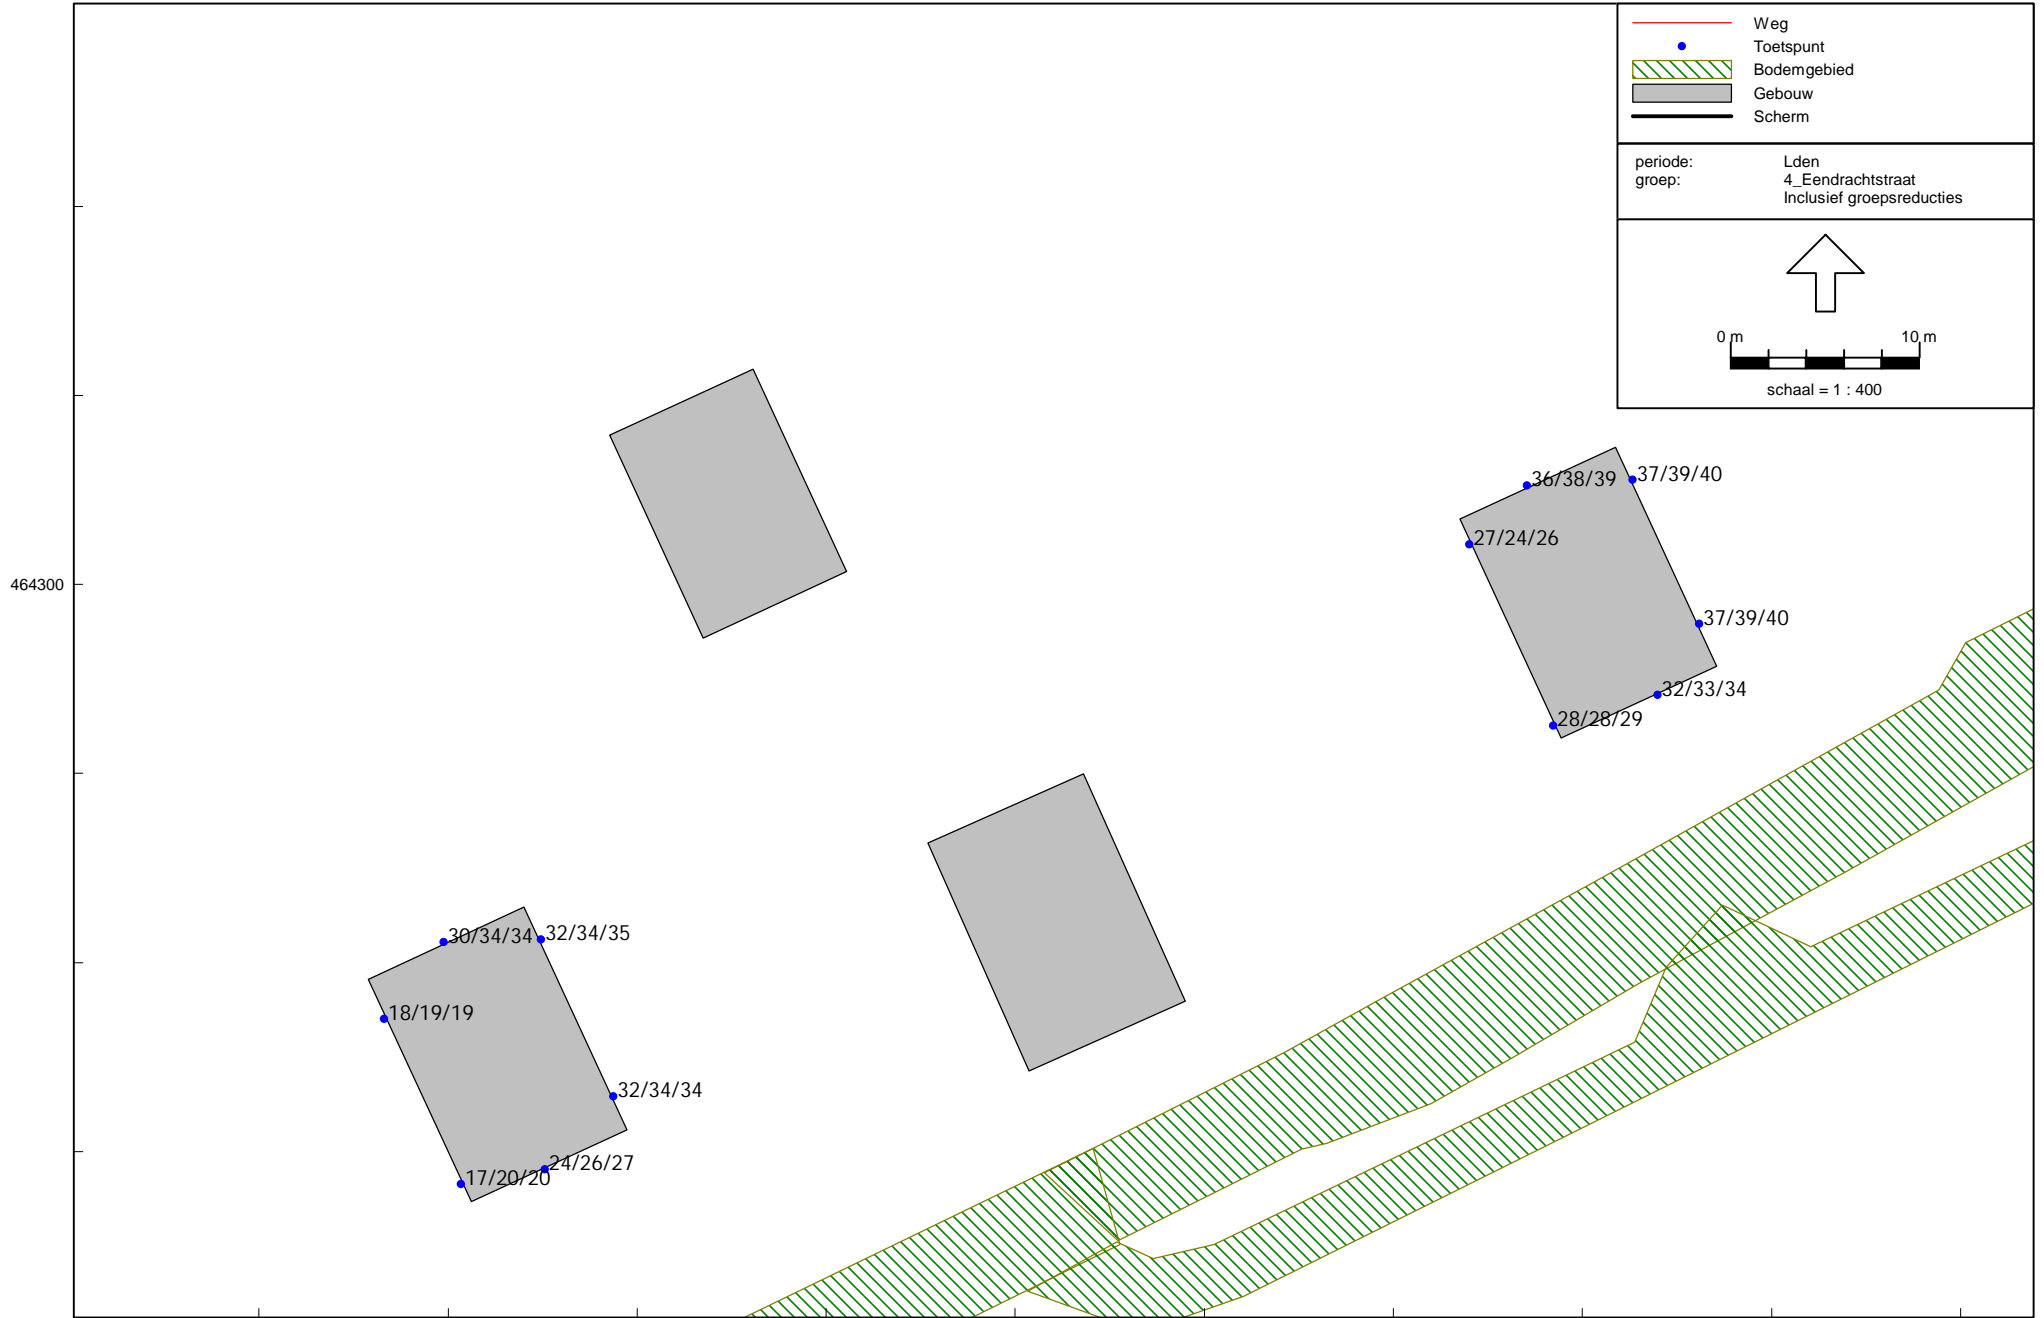 Weg
Toetspunt
Bodemgebied
Gebouw
Scherm
periode: Lden
groep: 4_Eendrachtstraat
Inclusief groepsreducties
0 m 10 m
schaal = 1 : 400
36/38/39 37/39/40
27/24/26
464300
37/39/40
32/33/34
28/28/29
30/34/34 32/34/35
18/19/19
32/34/34
24/26/27
17/20/20